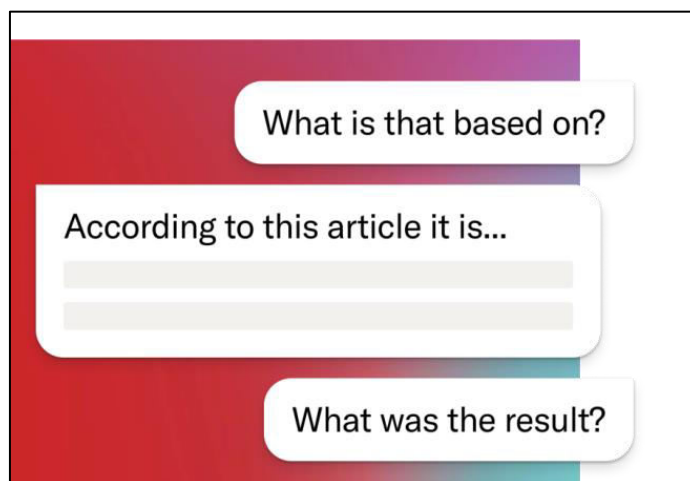 What is that based on?
According to this article it is...
What was the result?